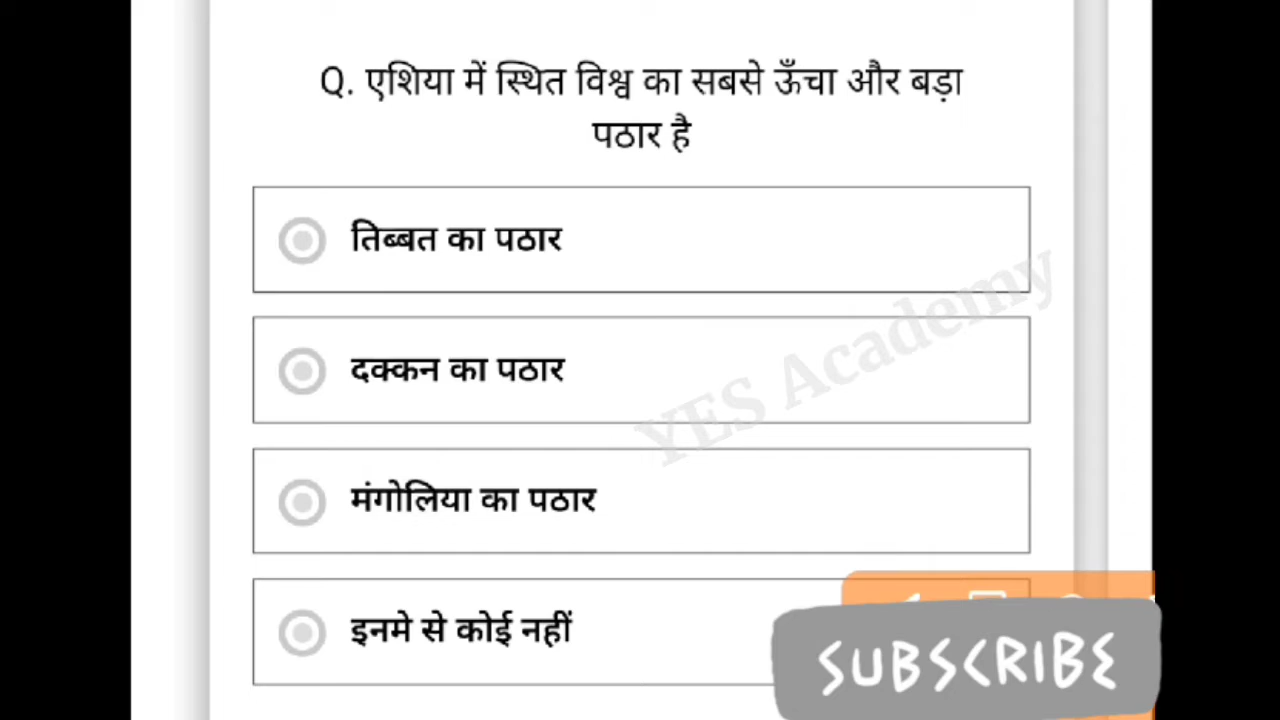 Q. एशिया में स्थित विश्व का सबसे ऊँचा और बड़ा
पठार है
तिब्बत का पठार
दक्कन का पठार
मंगोलिया का पठार
इनमे से कोई नहीं
YES Academy
SUBSCRIBE